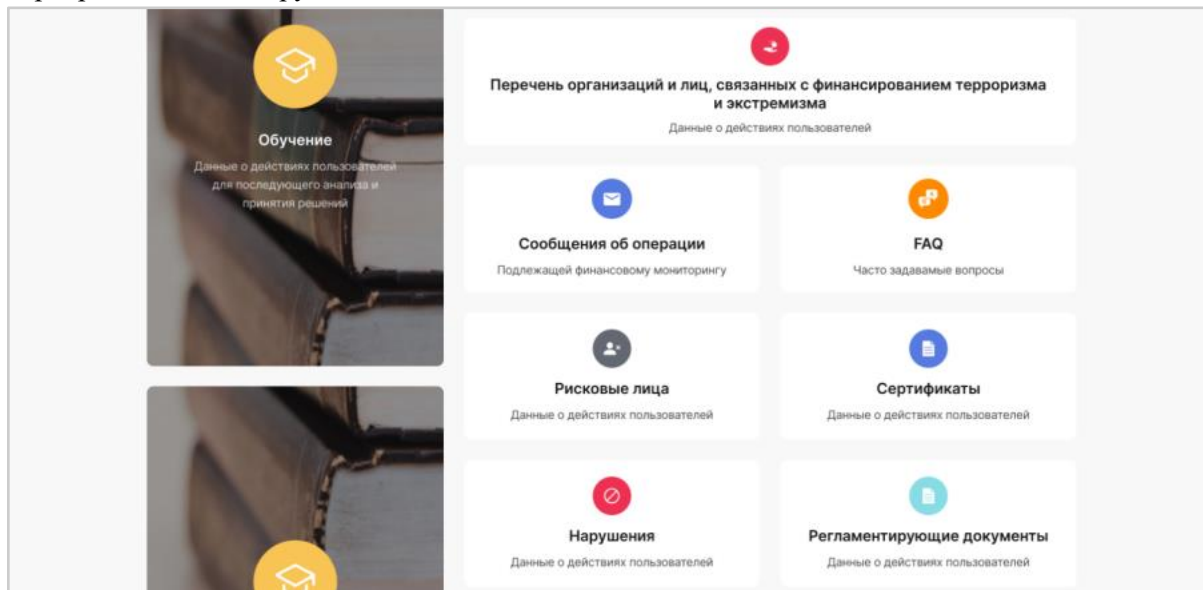 Обучение
Данные о действиях пользователей
для последующего анализа и
принятия решений
Перечень организаций и лиц, связанных с финансированием терроризма
и экстремизма
Данные о действиях пользователей
Сообщения об операции
Подлежащей финансовому мониторингу
FAQ
Часто задавамые вопросы
Рисковые лица
Данные о действиях пользователей
Сертификаты
Данные о действиях пользователей
Нарушения
Данные о действиях пользователей
Регламентирующие документы
Данные о действиях пользователей